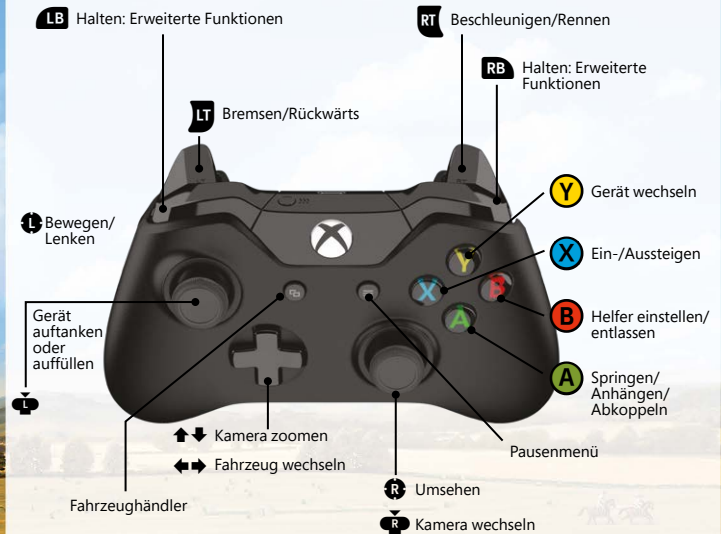 LB Halten: Erweiterte Funktionen
RT Beschleunigen/Rennen
RB Halten: Erweiterte
Funktionen
LT Bremsen/Rückwärts
Y Gerät wechseln
L Bewegen/
Lenken
X Ein-/Aussteigen
Y
X
B
A
B Helfer einstellen/
entlassen
Gerät
auftanken
oder
auffüllen
L
A Springen/
Anhängen/
Abkoppeln
Kamera zoomen
Fahrzeug wechseln
Pausenmenü
Fahrzeughändler
R Umsehen
R Kamera wechseln